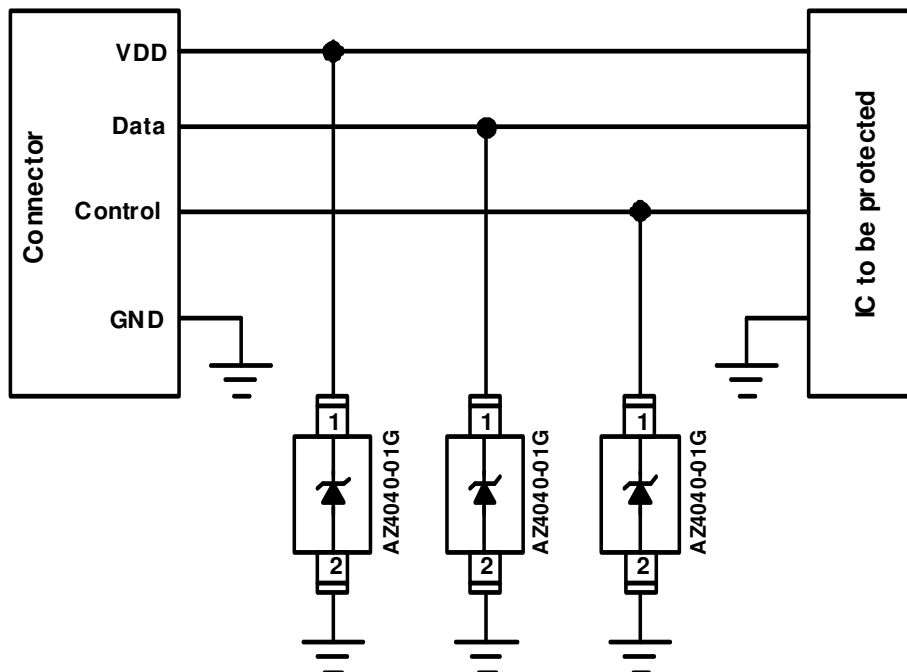 Connector
VDD
Data
Control
GND
IC to be protected
1
AZ4040-01G
2
1
AZ4040-01G
2
1
AZ4040-01G
2